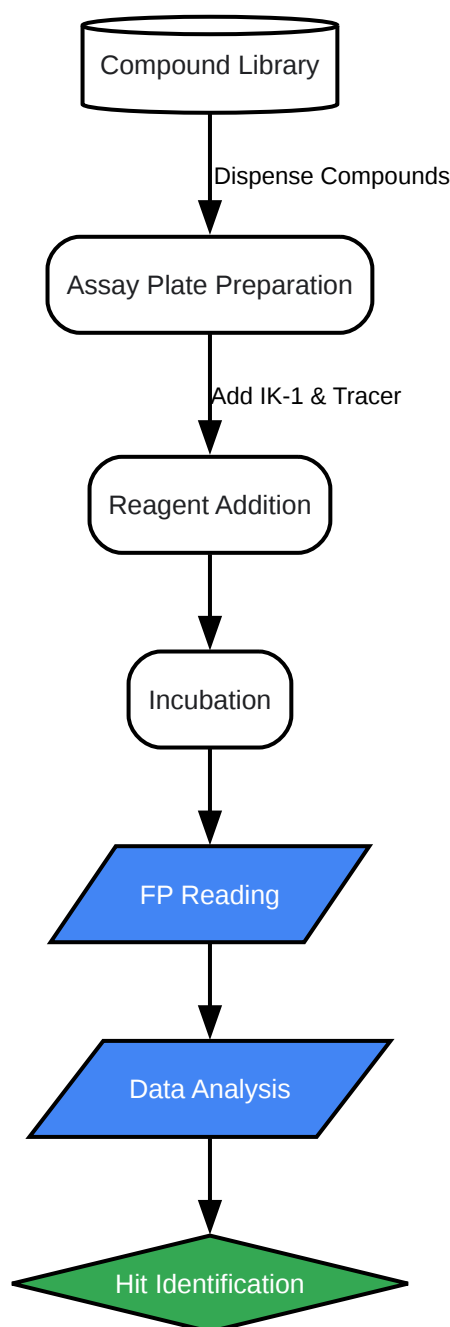 Compound Library
Dispense Compounds
Assay Plate Preparation
Add IK-1 & Tracer
Reagent Addition
Incubation
FP Reading
Data Analysis
Hit Identification